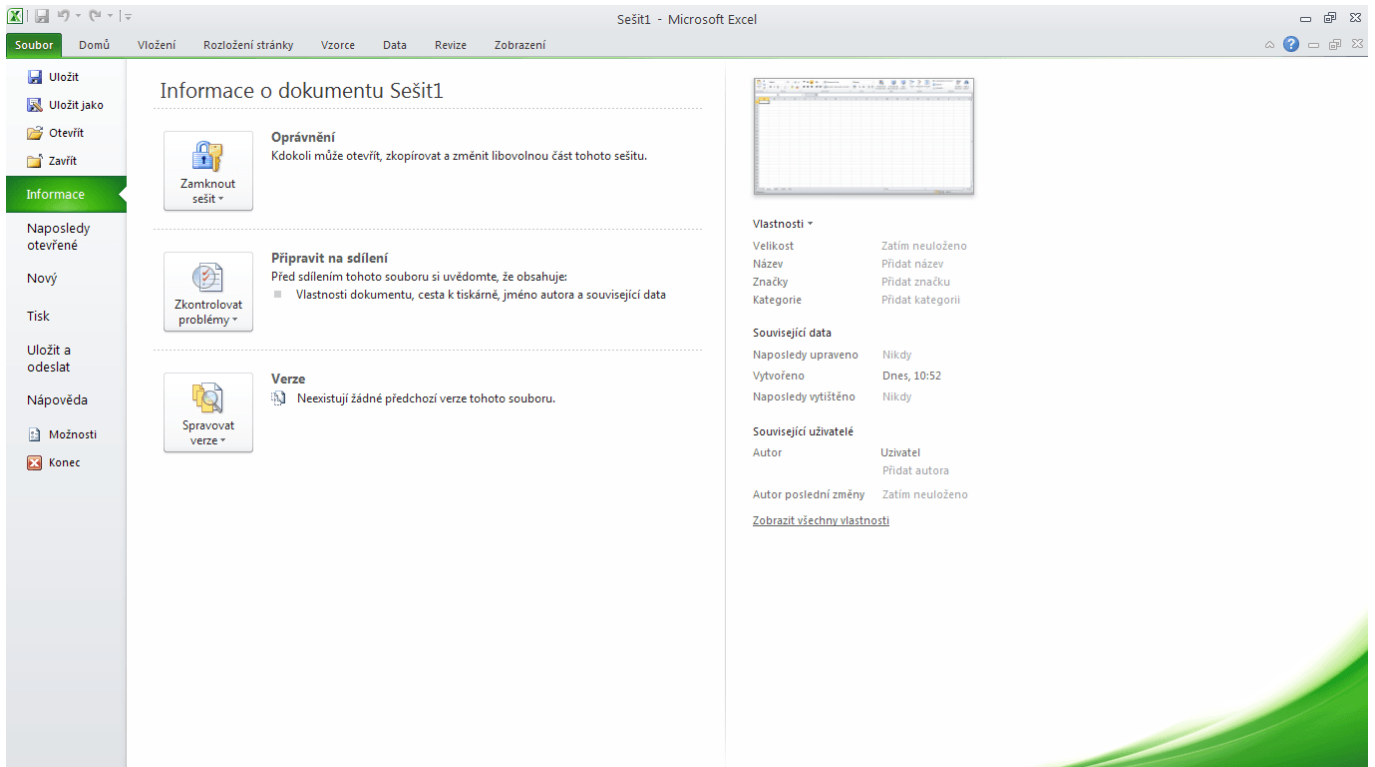 Sešit1 - Microsoft Excel
Soubor Domů Vložení Rozložení stránky Vzorce Data Revize Zobrazení
Uložit
Uložit jako
Otevřít
Zavřít
Informace
Naposledy
otevřené
Nový
Tisk
Uložit a
odeslat
Nápověda
Možnosti
Konec
Informace o dokumentu Sešit1
Zamknout
sešit
Oprávnění
Kdokoli může otevřít, zkopírovat a změnit libovolnou část tohoto sešitu.
Zkontrolovat
problémy
Připravit na sdílení
Před sdílením tohoto souboru si uvědomte, že obsahuje:
Vlastnosti dokumentu, cesta k tiskárně, jméno autora a související data
Spravovat
verze
Verze
Neexistují žádné předchozí verze tohoto souboru.
Vlastnosti
Velikost Zatím neuloženo
Název Přidat název
Značky Přidat značku
Kategorie Přidat kategorii
Související data
Naposledy upraveno Nikdy
Vytvořeno Dnes, 10:52
Naposledy vytištěno Nikdy
Související uživatelé
Autor Uzivatel
Přidat autora
Autor poslední změny Zatím neuloženo
Zobrazit všechny vlastnosti